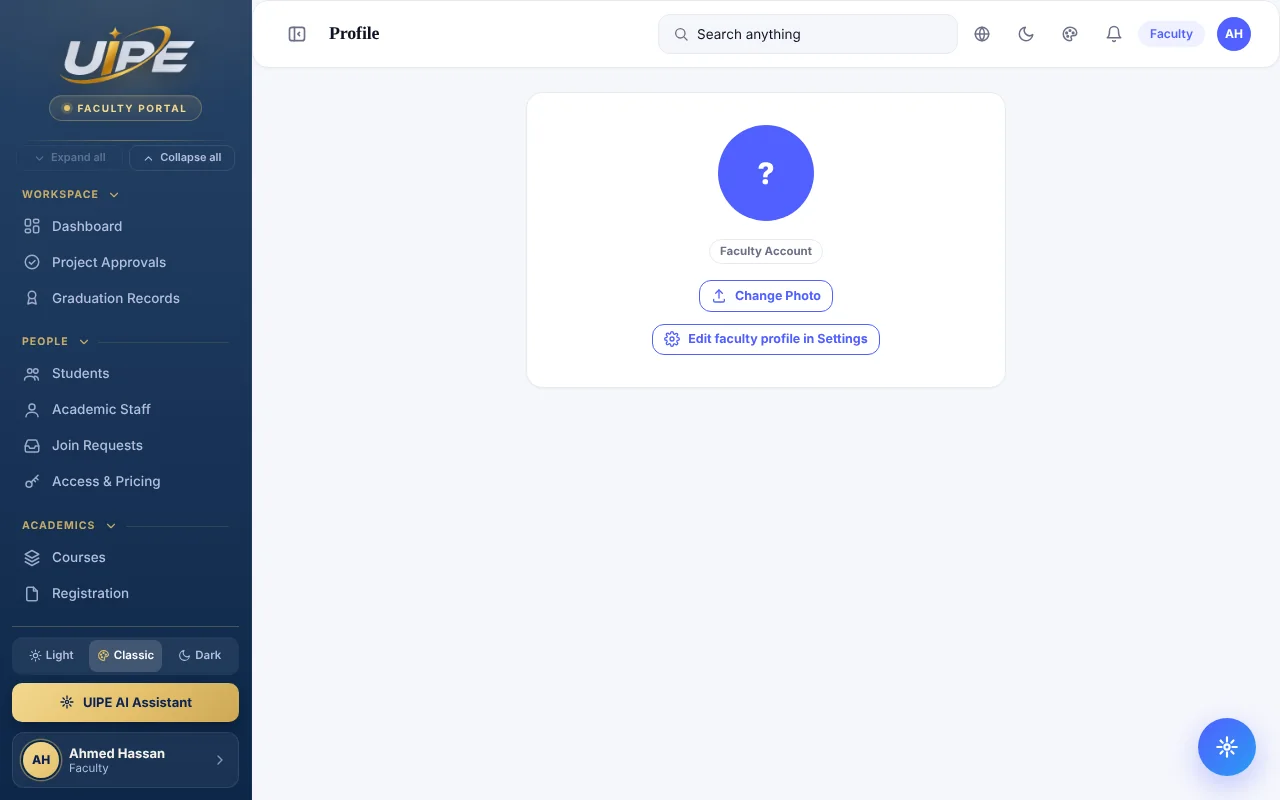 UIPE
FACULTY PORTAL
Expand all
Collapse all
WORKSPACE
Dashboard
Project Approvals
Graduation Records
PEOPLE
Students
Academic Staff
Join Requests
Access & Pricing
ACADEMICS
Courses
Registration
Light
Classic
Dark
UIPE AI Assistant
AH
Ahmed Hassan
Faculty
Profile
Search anything
Faculty
AH
?
Faculty Account
Change Photo
Edit faculty profile in Settings